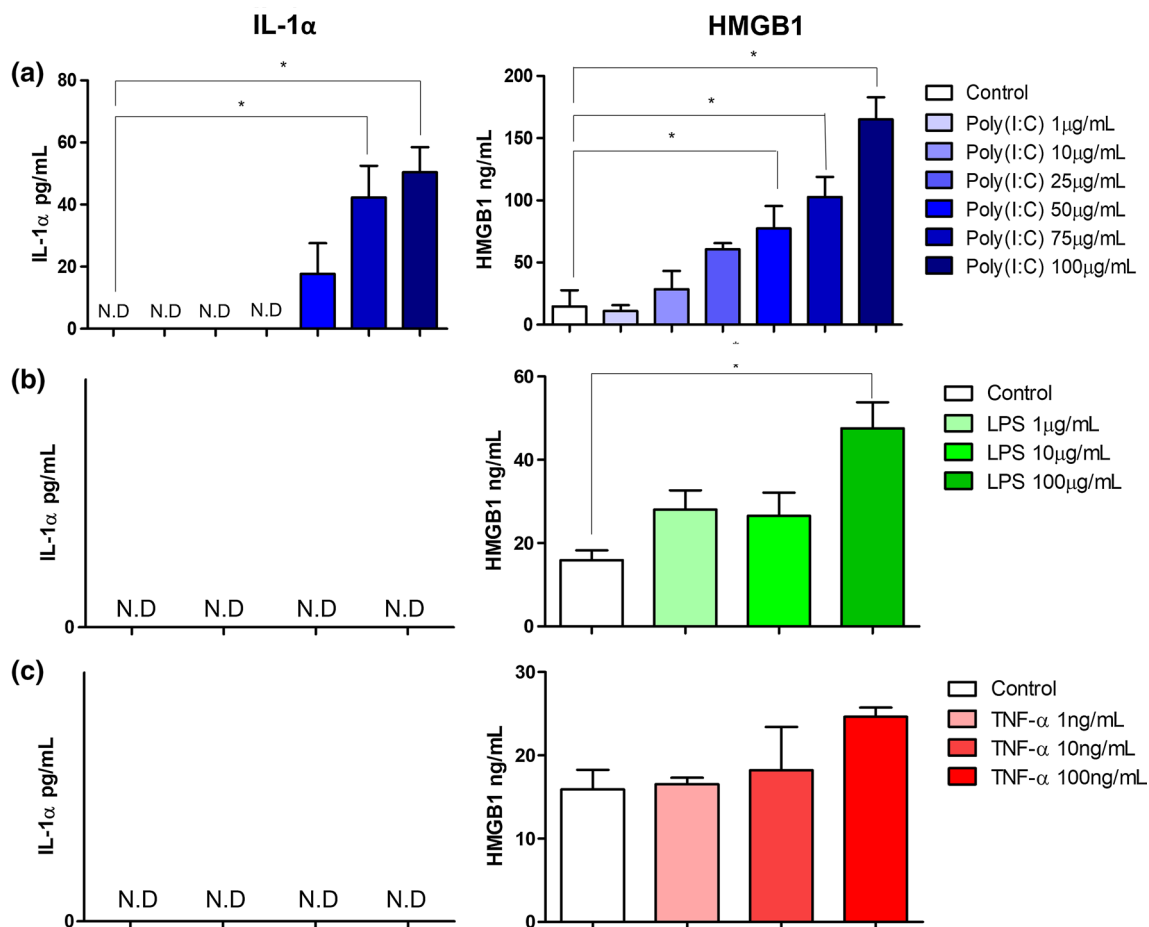 IL-1α
HMGB1
(a)
IL-1α pg/mL
80
60
40
20
0
N.D N.D N.D N.D
*
*
HMGB1 ng/mL
200
150
100
50
0
*
*
*
Control
Poly(I:C) 1µg/mL
Poly(I:C) 10µg/mL
Poly(I:C) 25µg/mL
Poly(I:C) 50µg/mL
Poly(I:C) 75µg/mL
Poly(I:C) 100µg/mL
(b)
IL-1α pg/mL
0
N.D N.D N.D N.D
HMGB1 ng/mL
60
40
20
0
*
*
Control
LPS 1µg/mL
LPS 10µg/mL
LPS 100µg/mL
(c)
IL-1α pg/mL
0
N.D N.D N.D N.D
HMGB1 ng/mL
30
20
10
0
Control
TNF-α 1ng/mL
TNF-α 10ng/mL
TNF-α 100ng/mL